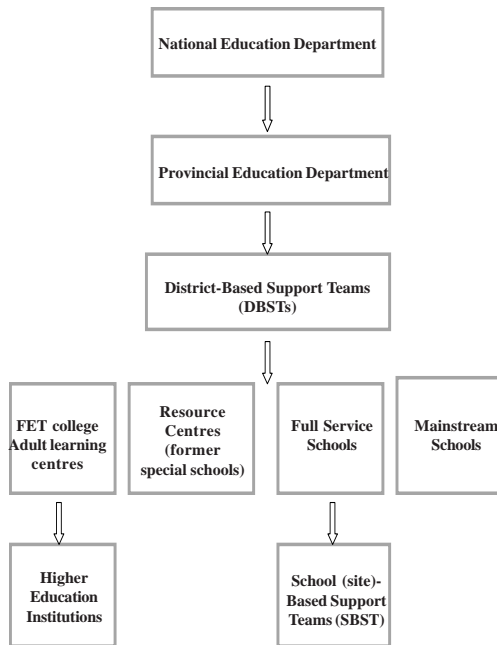 National Education Department
Provincial Education Department
District-Based Support Teams
(DBSTs)
FET college
Adult learning
centres
Resource
Centres
(former
special schools)
Full Service
Schools
Mainstream
Schools
Higher
Education
Institutions
School (site)-
Based Support
Teams (SBST)